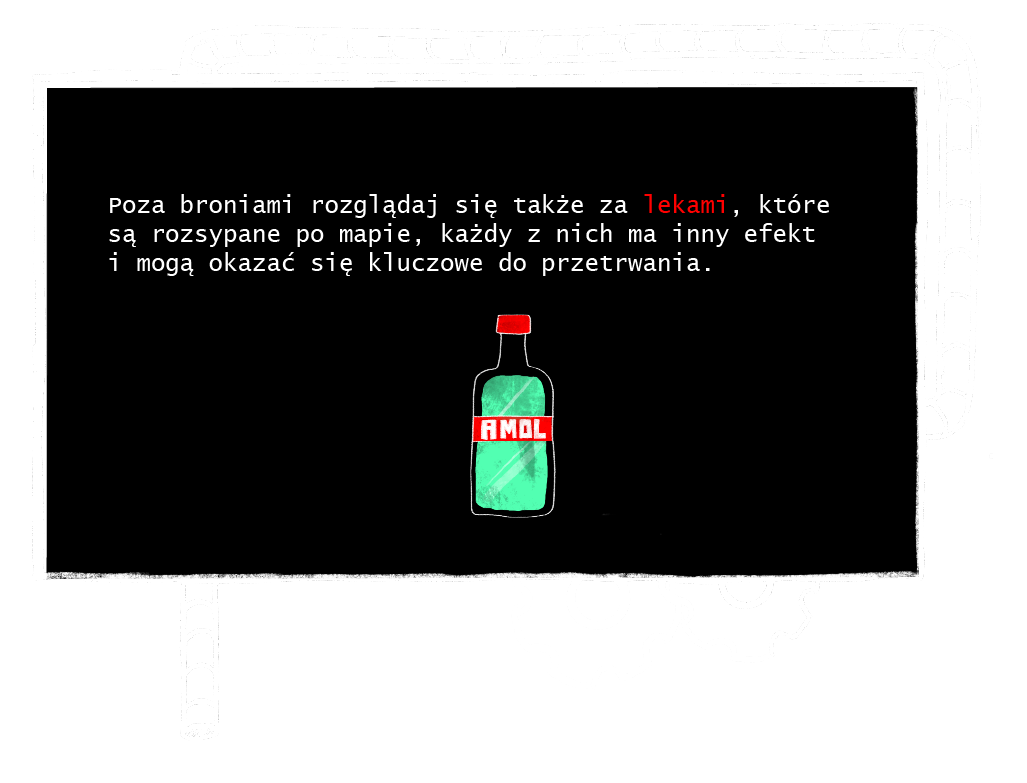 Poza broniami rozglądaj się także za lekami, które
są rozsypane po mapie, każdy z nich ma inny efekt
i mogą okazać się kluczowe do przetrwania.
AMOL